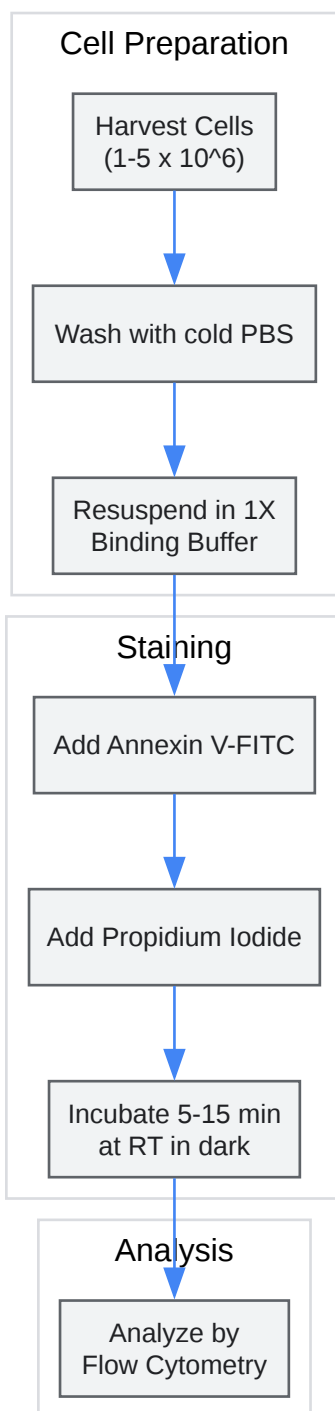 Cell Preparation
Harvest Cells
(1-5 x 10^6)
Wash with cold PBS
Resuspend in 1X
Binding Buffer
Staining
Add Annexin V-FITC
Add Propidium Iodide
Incubate 5-15 min
at RT in dark
Analysis
Analyze by
Flow Cytometry